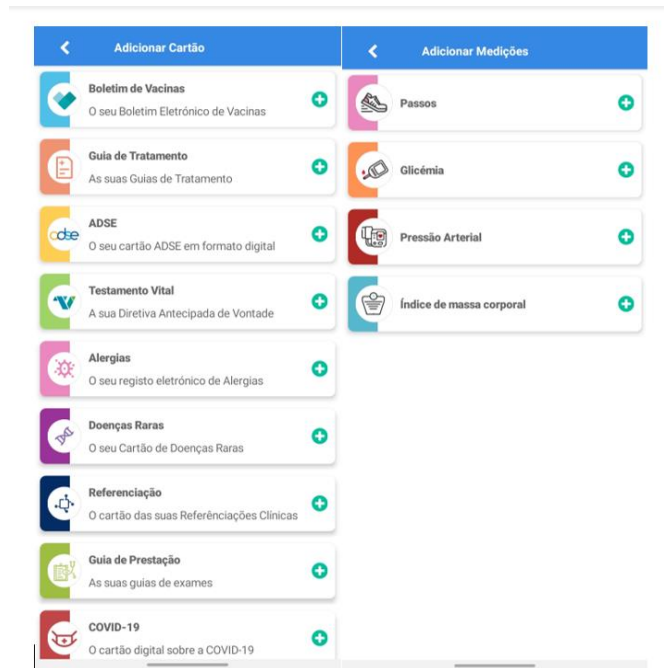 Adicionar Cartão
Boletim de Vacinas
O seu Boletim Eletrónico de Vacinas
Guia de Tratamento
As suas Guias de Tratamento
adse
ADSE
O seu cartão ADSE em formato digital
Testamento Vital
A sua Diretiva Antecipada de Vontade
Alergias
O seu registo eletrónico de Alergias
Doenças Raras
O seu Cartão de Doenças Raras
Referenciação
O cartão das suas Referênciações Clínicas
Guia de Prestação
As suas guias de exames
COVID-19
O cartão digital sobre a COVID-19
Adicionar Medições
Passos
Glicémia
Pressão Arterial
Índice de massa corporal